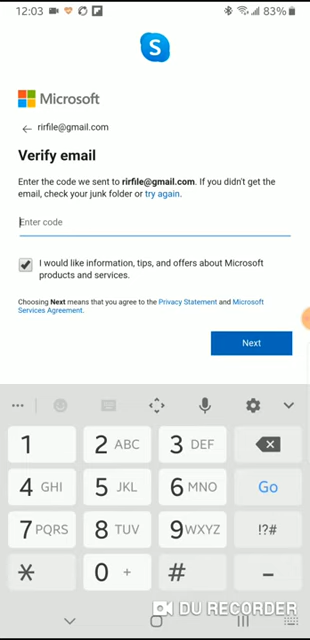 12:03 83%
S
Microsoft
rirfile@gmail.com
Verify email
Enter the code we sent to rirfile@gmail.com. If you didn't get the
email, check your junk folder or try again.
Enter code
I would like information, tips, and offers about Microsoft
products and services.
Choosing Next means that you agree to the Privacy Statement and Microsoft
Services Agreement.
Next
1 2 ABC 3 DEF
4 GHI 5 JKL 6 MNO Go
7 PQRS 8 TUV 9 WXYZ !?#
* 0 + # -
DU RECORDER